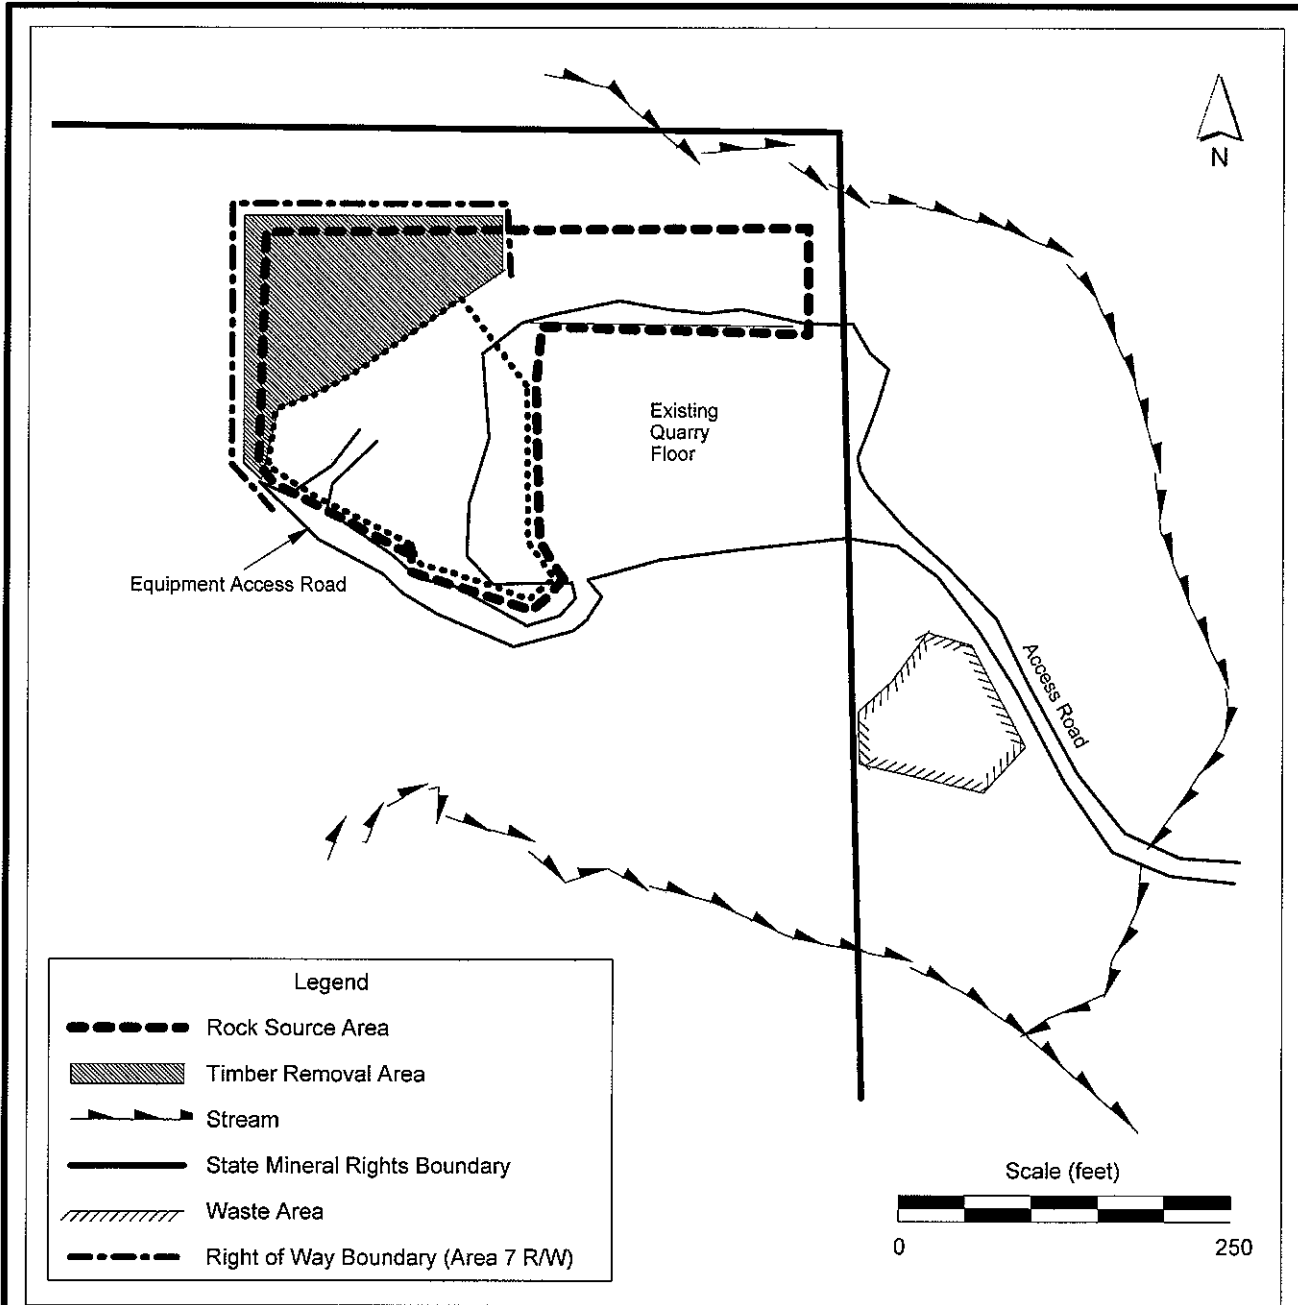 N
Existing
Quarry
Floor
Equipment Access Road
Access Road
Legend
Rock Source Area
Timber Removal Area
Stream
State Mineral Rights Boundary
Waste Area
Right of Way Boundary (Area 7 R/W)
Scale (feet)
0 250